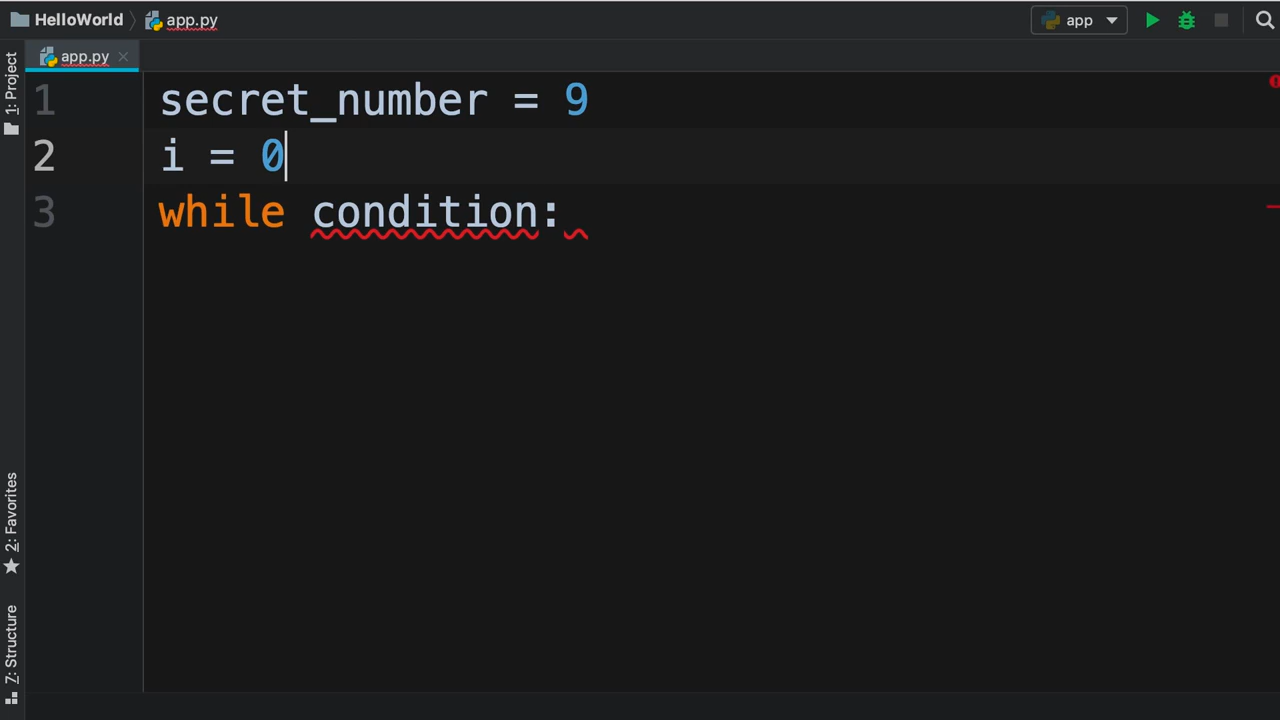 HelloWorld
app.py
app
app.py
1: Project
1 secret_number = 9
2 i = 0
3 while condition:
2: Favorites
Z: Structure